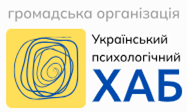 громадська організація
Український
психологічний
ХАБ